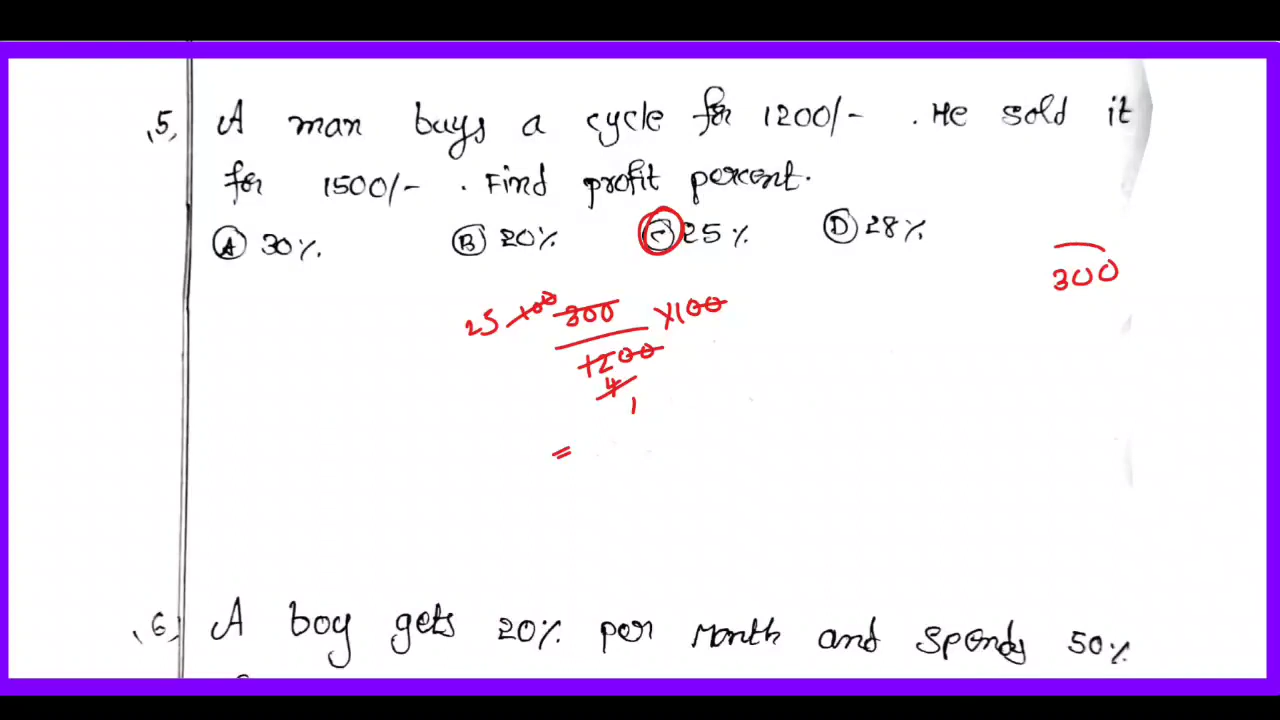 5, A man buys a cycle for 1200/- . He sold it
for 1500/- . Find profit percent.
A 30% B 20% C 25% D 28%
300
25 100 300 x100
1200
4
1
=
6, A boy gets 20% per month and spends 50%